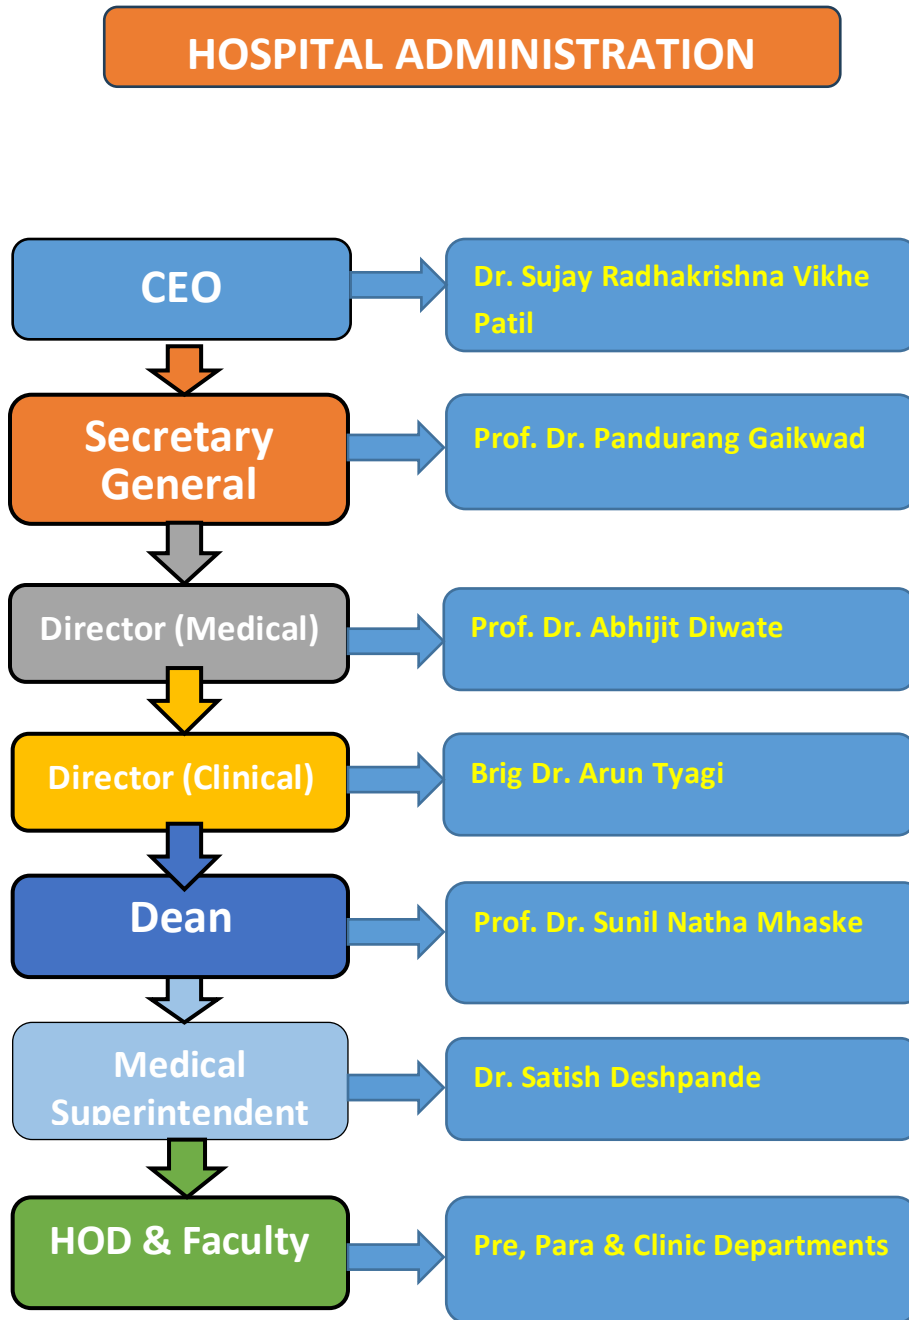 HOSPITAL ADMINISTRATION
CEO
Dr. Sujay Radhakrishna Vikhe
Patil
Secretary
General
Prof. Dr. Pandurang Gaikwad
Director (Medical)
Prof. Dr. Abhijit Diwate
Director (Clinical)
Brig Dr. Arun Tyagi
Dean
Prof. Dr. Sunil Natha Mhaske
Medical
Superintendent
Dr. Satish Deshpande
HOD & Faculty
Pre, Para & Clinic Departments